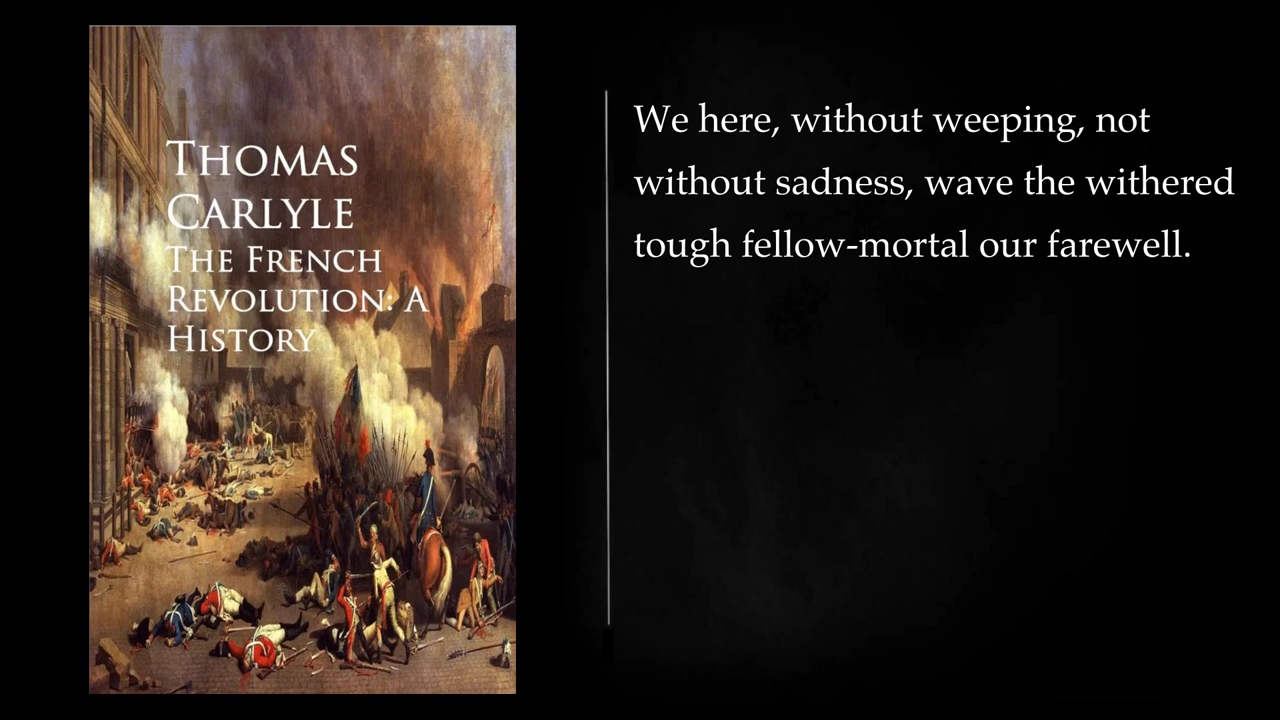 THOMAS
CARLYLE
THE FRENCH
REVOLUTION: A
HISTORY
We here, without weeping, not
without sadness, wave the withered
tough fellow-mortal our farewell.